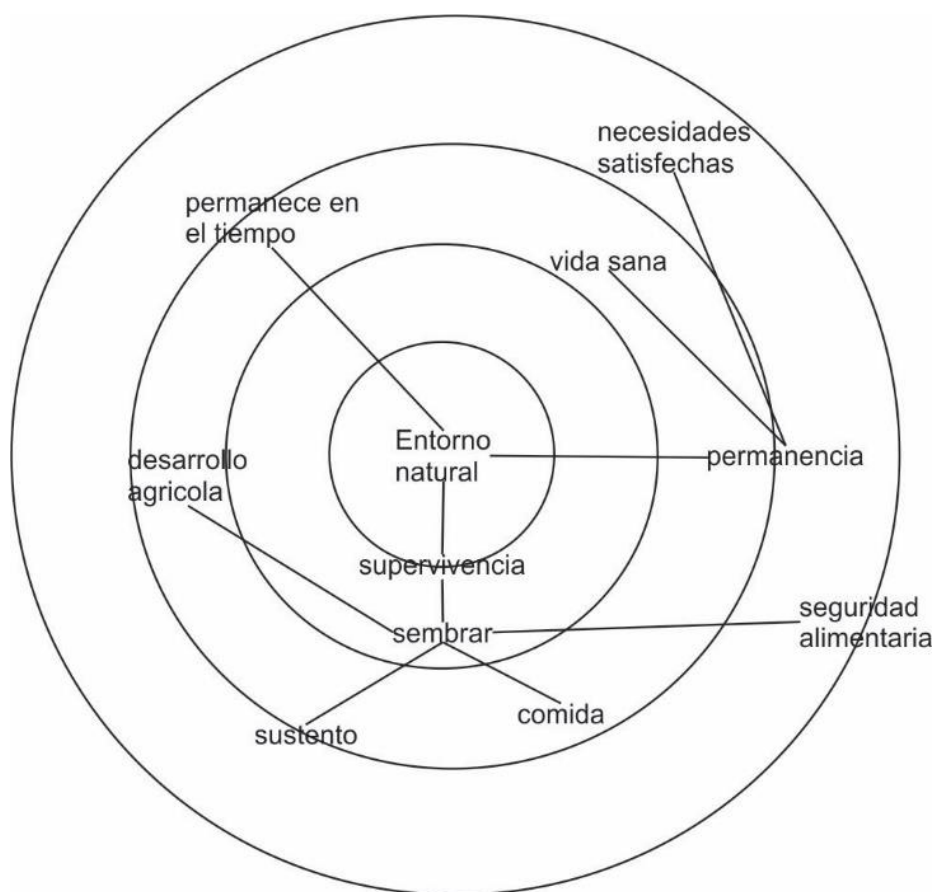 necesidades
satisfechas
permanece en
el tiempo
vida sana
Entorno
natural
permanencia
desarrollo
agricola
supervivencia
sembrar
seguridad
alimentaria
comida
sustento